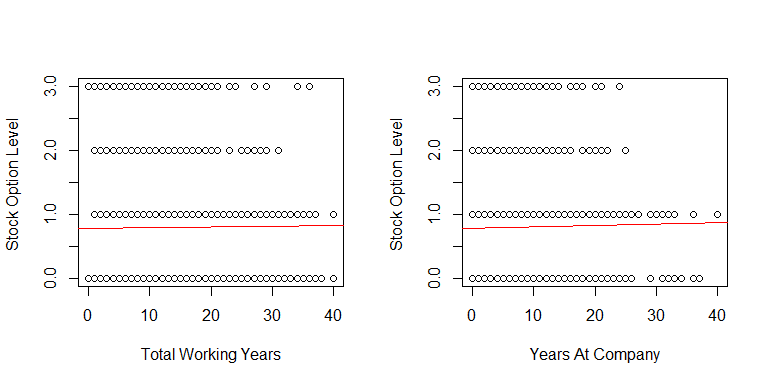 Stock Option Level
3.0
2.0
1.0
0.0
0 10 20 30 40
Total Working Years
Stock Option Level
3.0
2.0
1.0
0.0
0 10 20 30 40
Years At Company